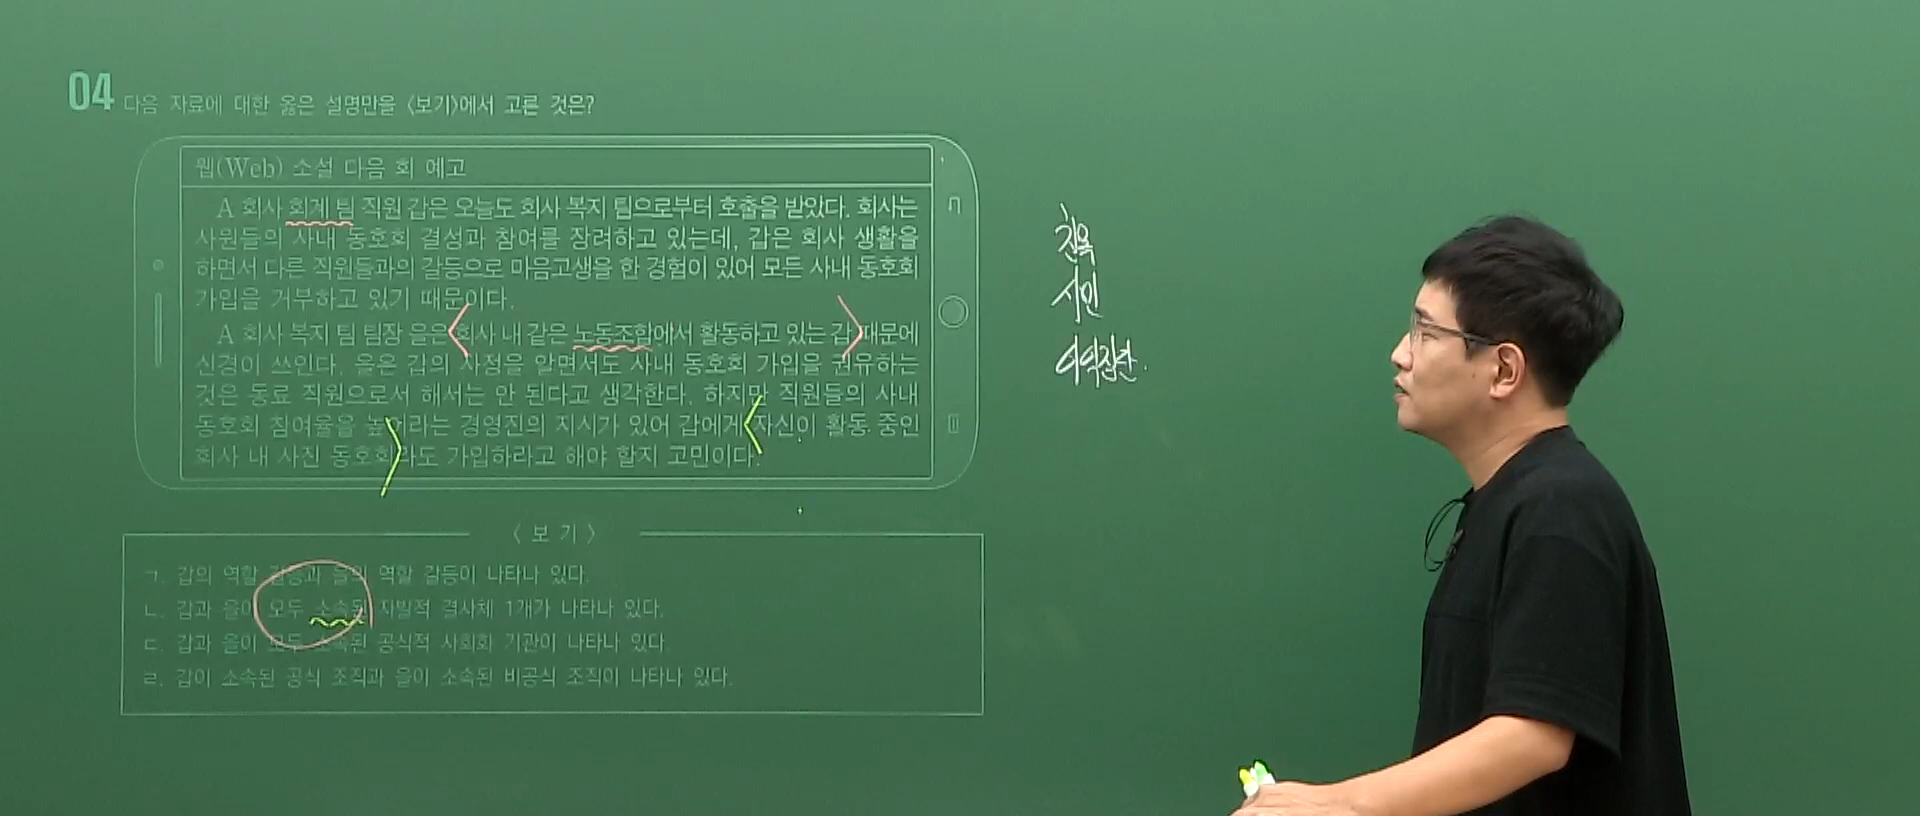 04 다음 자료에 대한 옳은 설명만을 〈보기〉에서 고른 것은?
웹(Web) 소설 다음 회 예고
A 회사 회계 팀 직원 갑은 오늘도 회사 복지 팀으로부터 호출을 받았다. 회사는
사원들의 사내 동호회 결성과 참여를 장려하고 있는데, 갑은 회사 생활을
하면서 다른 직원들과의 갈등으로 마음고생을 한 경험이 있어 모든 사내 동호회
가입을 거부하고 있기 때문이다.
A 회사 복지 팀 팀장 을은 회사 내 같은 노동조합에서 활동하고 있는 갑 때문에
신경이 쓰인다. 을은 갑의 사정을 알면서도 사내 동호회 가입을 권유하는
것은 동료 직원으로서 해서는 안 된다고 생각한다. 하지만 직원들의 사내
동호회 참여율을 높이라는 경영진의 지시가 있어 갑에게 자신이 활동 중인
회사 내 사진 동호회라도 가입하라고 해야 할지 고민이다.
〈보기〉
ㄱ. 갑의 역할 갈등과 을의 역할 갈등이 나타나 있다.
ㄴ. 갑과 을이 모두 소속된 자발적 결사체 1개가 나타나 있다.
ㄷ. 갑과 을이 모두 소속된 공식적 사회화 기관이 나타나 있다.
ㄹ. 갑이 소속된 공식 조직과 을이 소속된 비공식 조직이 나타나 있다.
친목
시민
이익집단.